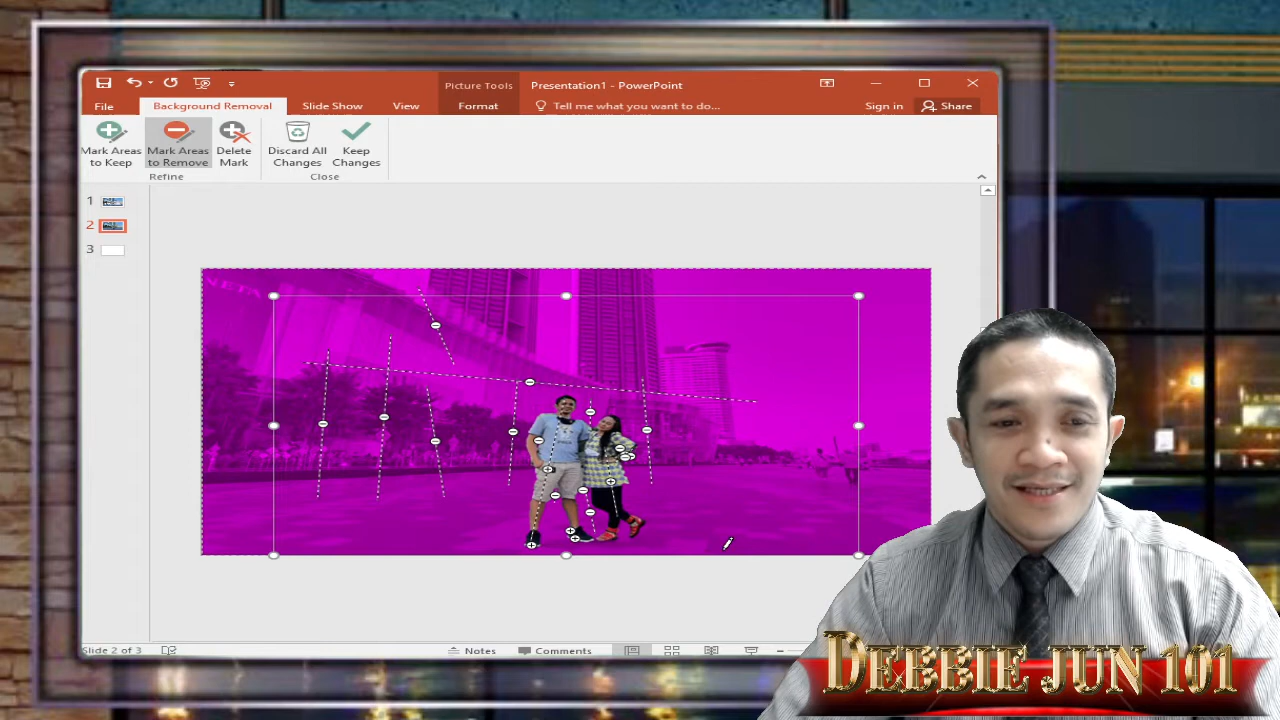 Picture Tools
Presentation1 - PowerPoint
File
Background Removal
Slide Show
View
Format
Tell me what you want to do...
Sign in
Share
Mark Areas to Keep
Mark Areas to Remove
Delete Mark
Discard All Changes
Keep Changes
Refine
Close
1
2
3
Slide 2 of 3
Notes
Comments
DEBBIE JUN 101